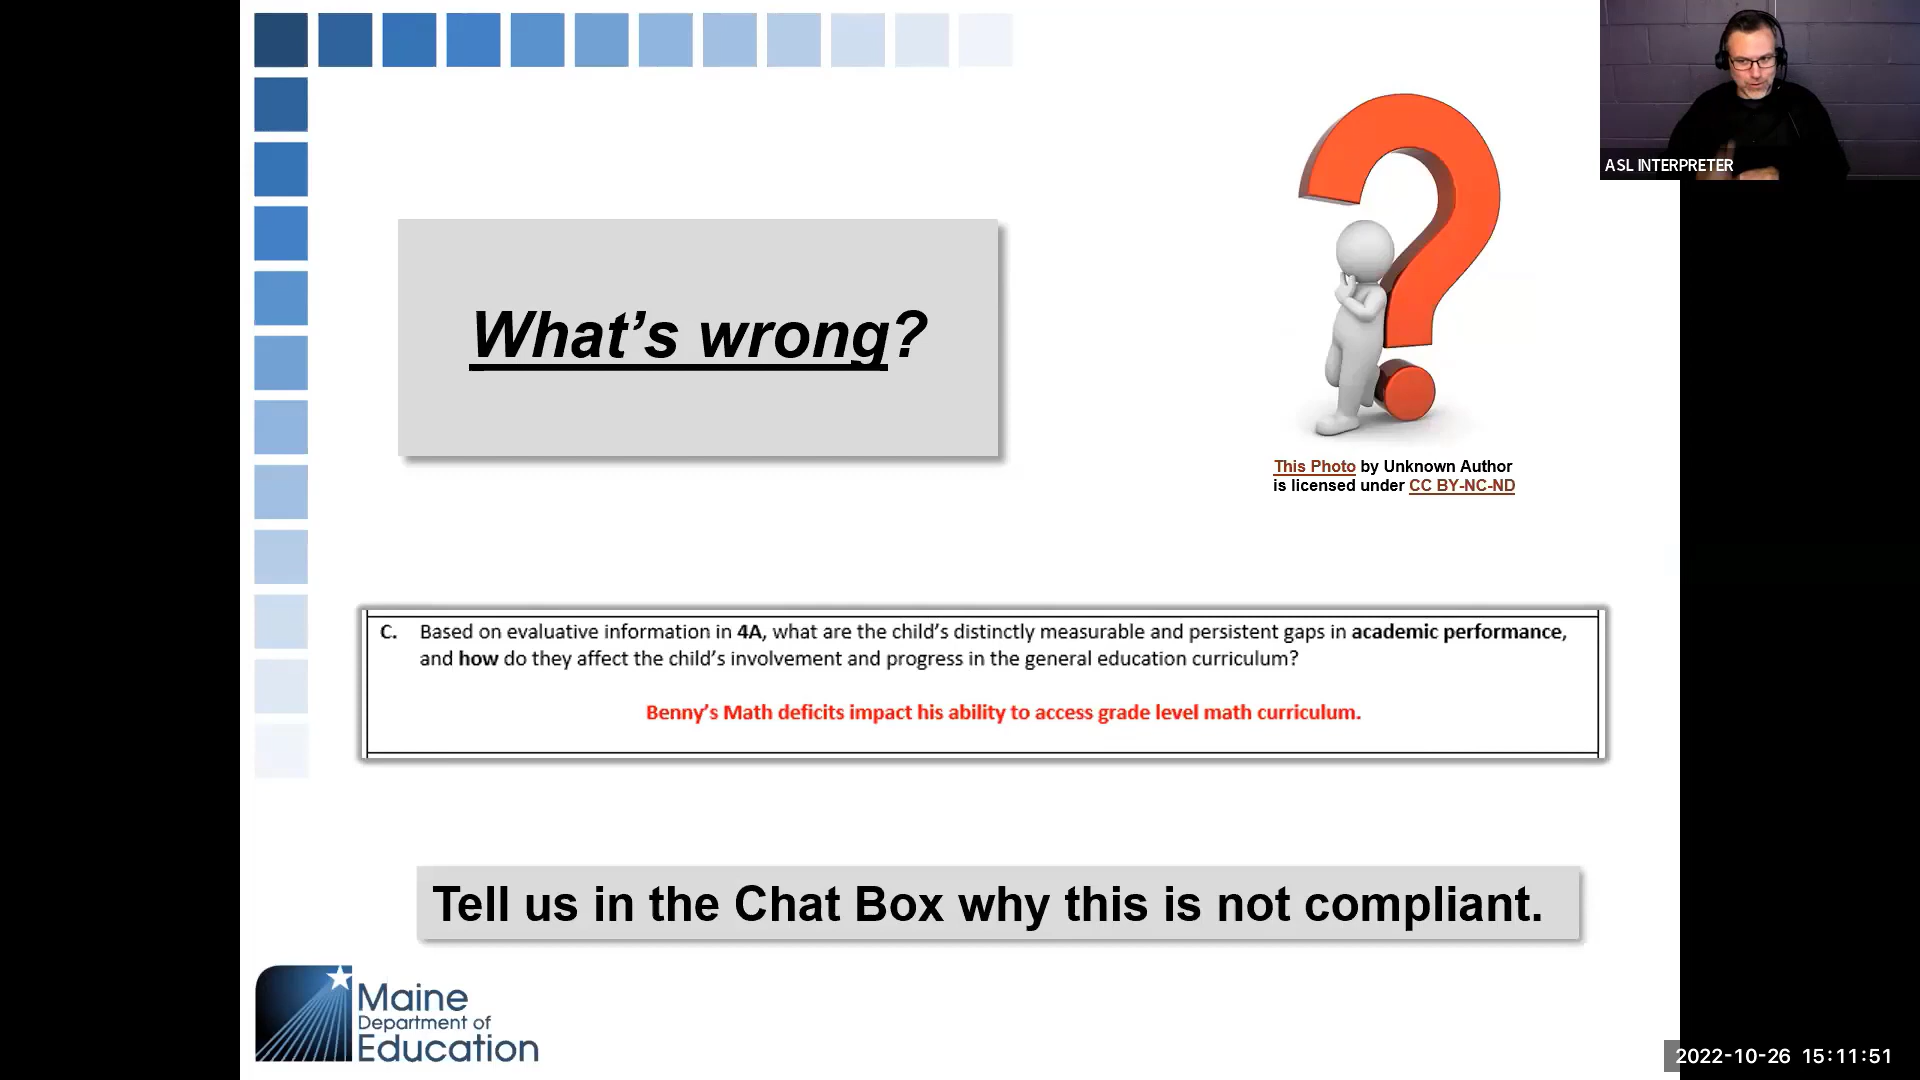 ASL INTERPRETER
What's wrong?
This Photo by Unknown Author
is licensed under CC BY-NC-ND
C. Based on evaluative information in 4A, what are the child's distinctly measurable and persistent gaps in academic performance,
and how do they affect the child's involvement and progress in the general education curriculum?
Benny's Math deficits impact his ability to access grade level math curriculum.
Tell us in the Chat Box why this is not compliant.
Maine
Department of
Education
2022-10-26 15:11:51